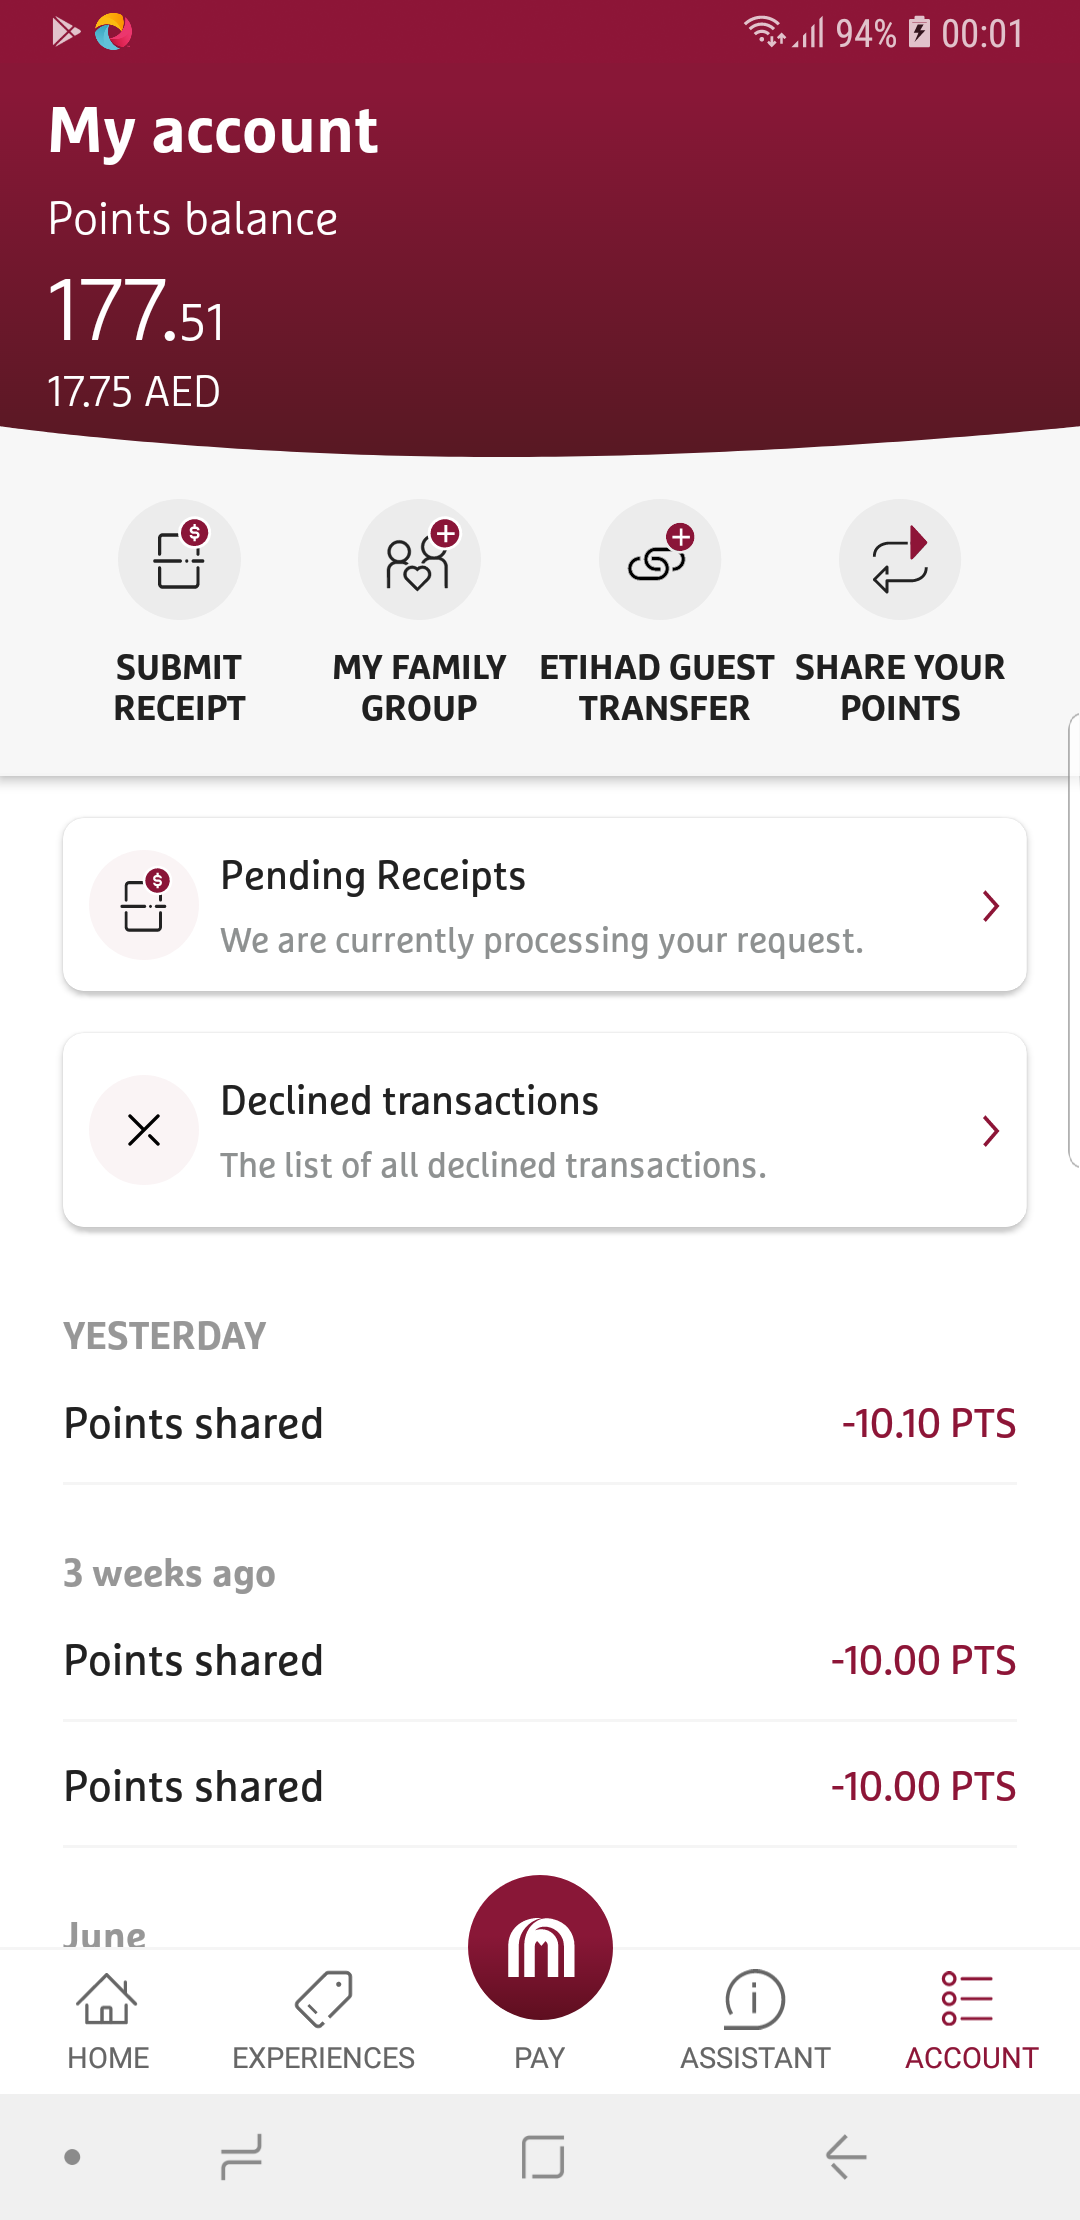 94% 00:01
My account
Points balance
177.51
17.75 AED
SUBMIT RECEIPT
MY FAMILY GROUP
ETIHAD GUEST TRANSFER
SHARE YOUR POINTS
Pending Receipts
We are currently processing your request.
Declined transactions
The list of all declined transactions.
YESTERDAY
Points shared -10.10 PTS
3 weeks ago
Points shared -10.00 PTS
Points shared -10.00 PTS
June
HOME EXPERIENCES PAY ASSISTANT ACCOUNT